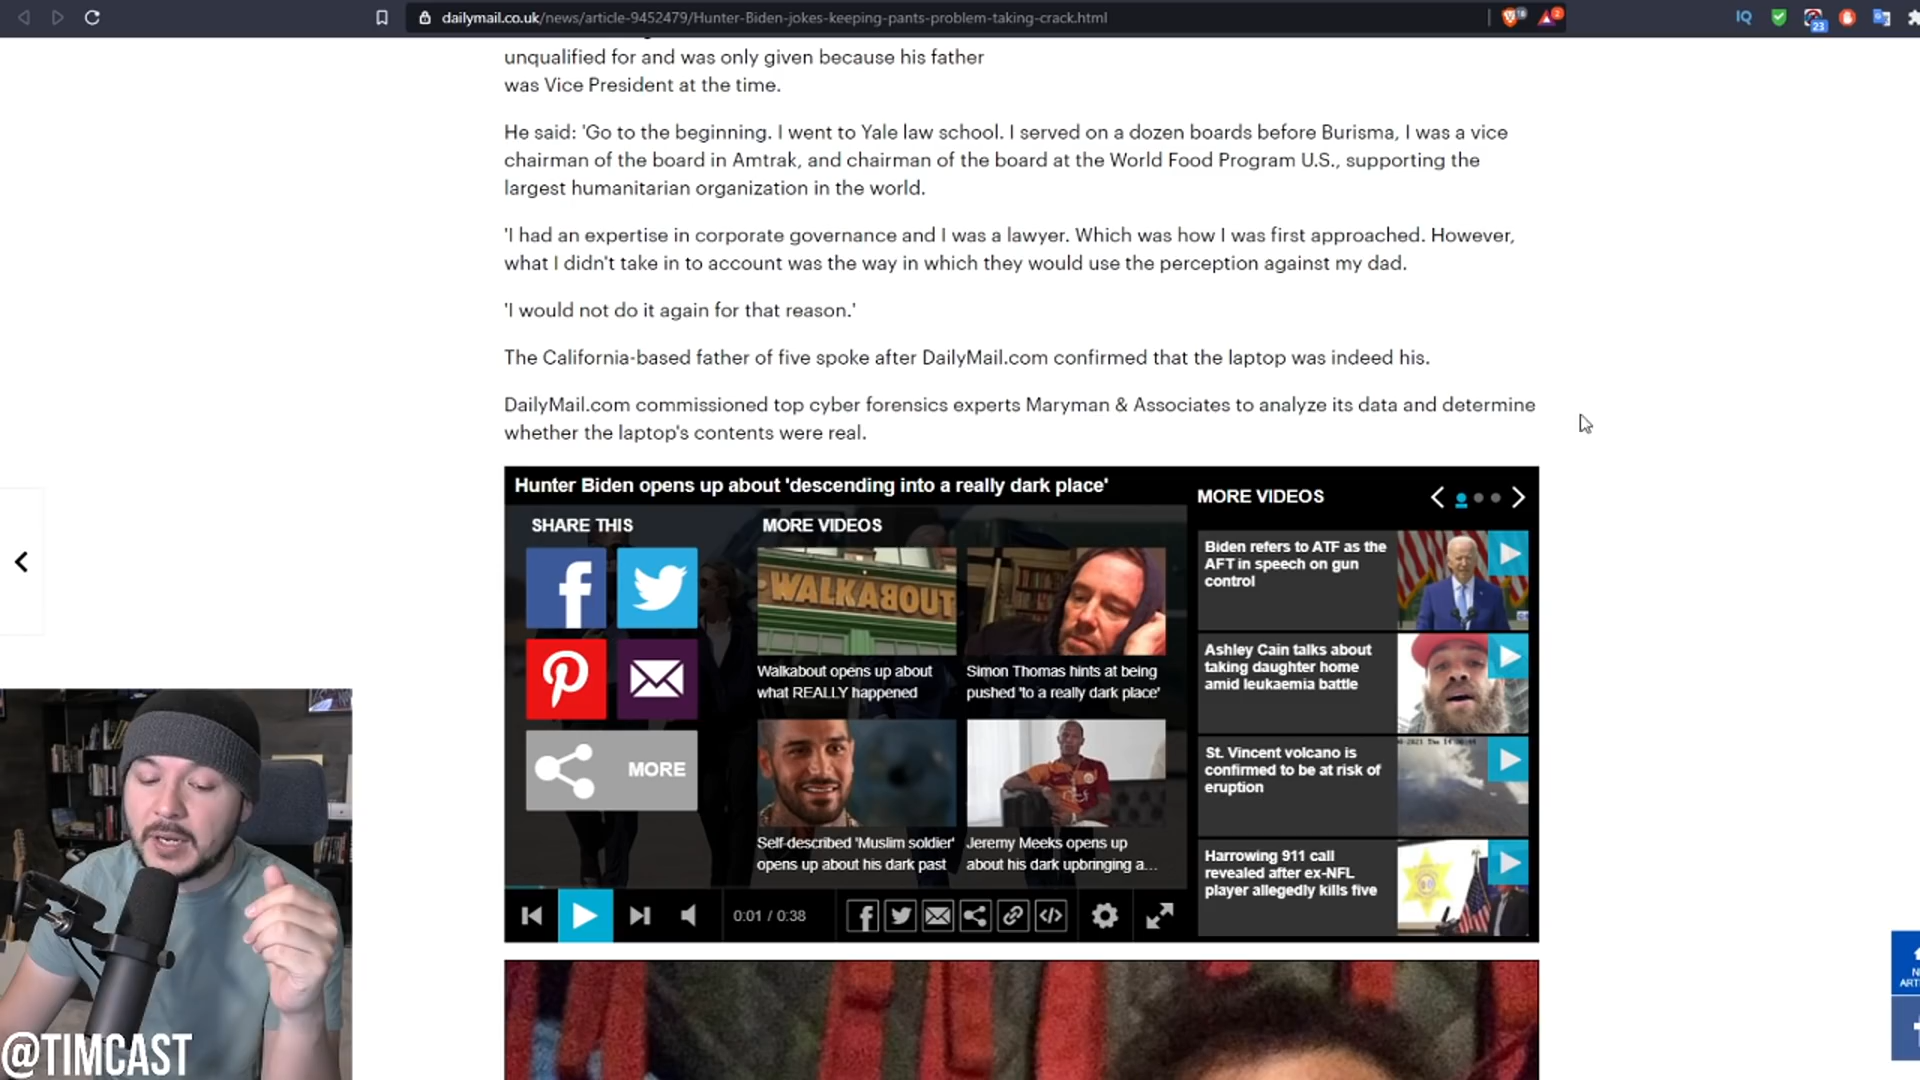 dailymail.co.uk/news/article-9452479/Hunter-Biden-jokes-keeping-pants-problem-taking-crack.html
IQ
23
unqualified for and was only given because his father
was Vice President at the time.
He said: 'Go to the beginning. I went to Yale law school. I served on a dozen boards before Burisma, I was a vice
chairman of the board in Amtrak, and chairman of the board at the World Food Program U.S., supporting the
largest humanitarian organization in the world.
'I had an expertise in corporate governance and I was a lawyer. Which was how I was first approached. However,
what I didn't take in to account was the way in which they would use the perception against my dad.
'I would not do it again for that reason.'
The California-based father of five spoke after DailyMail.com confirmed that the laptop was indeed his.
DailyMail.com commissioned top cyber forensics experts Maryman & Associates to analyze its data and determine
whether the laptop's contents were real.
Hunter Biden opens up about 'descending into a really dark place'
SHARE THIS
MORE
MORE VIDEOS
WALKABOUT
Walkabout opens up about
what REALLY happened
Simon Thomas hints at being
pushed 'to a really dark place'
Self-described 'Muslim soldier'
opens up about his dark past
Jeremy Meeks opens up
about his dark upbringing a...
0:01 / 0:38
MORE VIDEOS
Biden refers to ATF as the
AFT in speech on gun
control
Ashley Cain talks about
taking daughter home
amid leukaemia battle
St. Vincent volcano is
confirmed to be at risk of
eruption
Harrowing 911 call
revealed after ex-NFL
player allegedly kills five
@TIMCAST